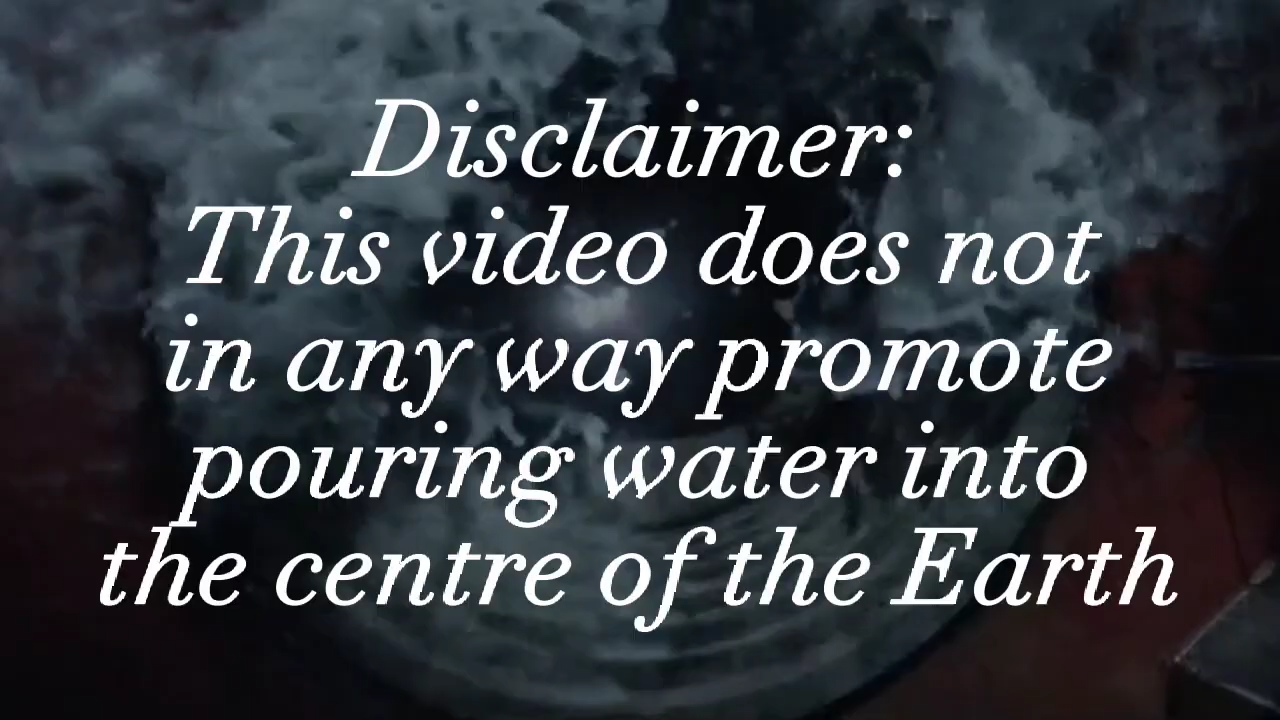 Disclaimer:
This video does not
in any way promote
pouring water into
the centre of the Earth